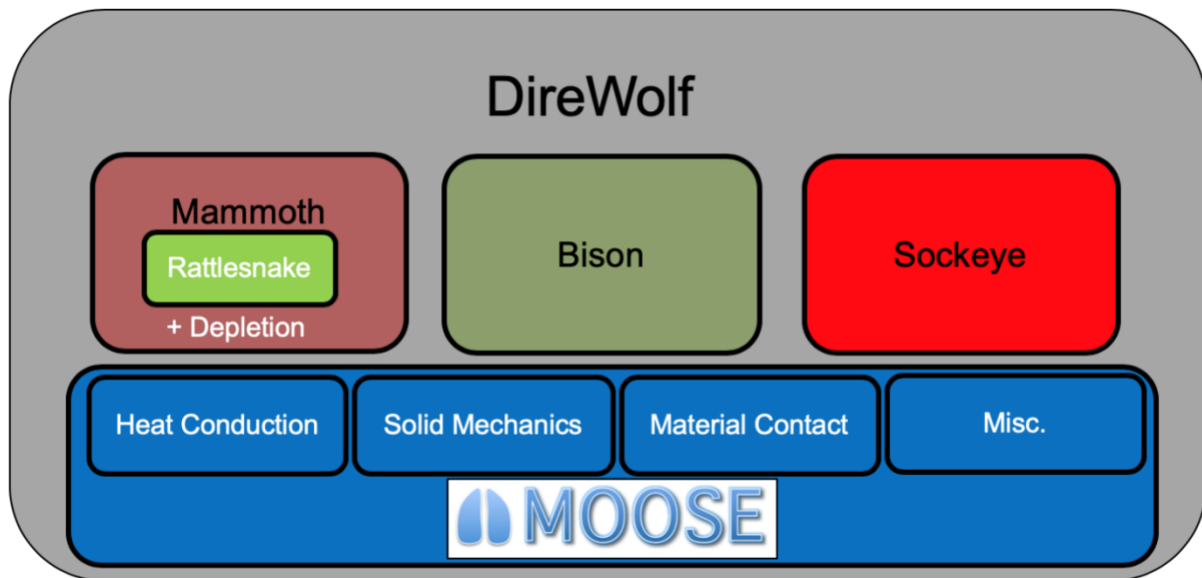 DireWolf
Mammoth
Rattlesnake
+ Depletion
Bison
Sockeye
Heat Conduction
Solid Mechanics
Material Contact
Misc.
MOOSE